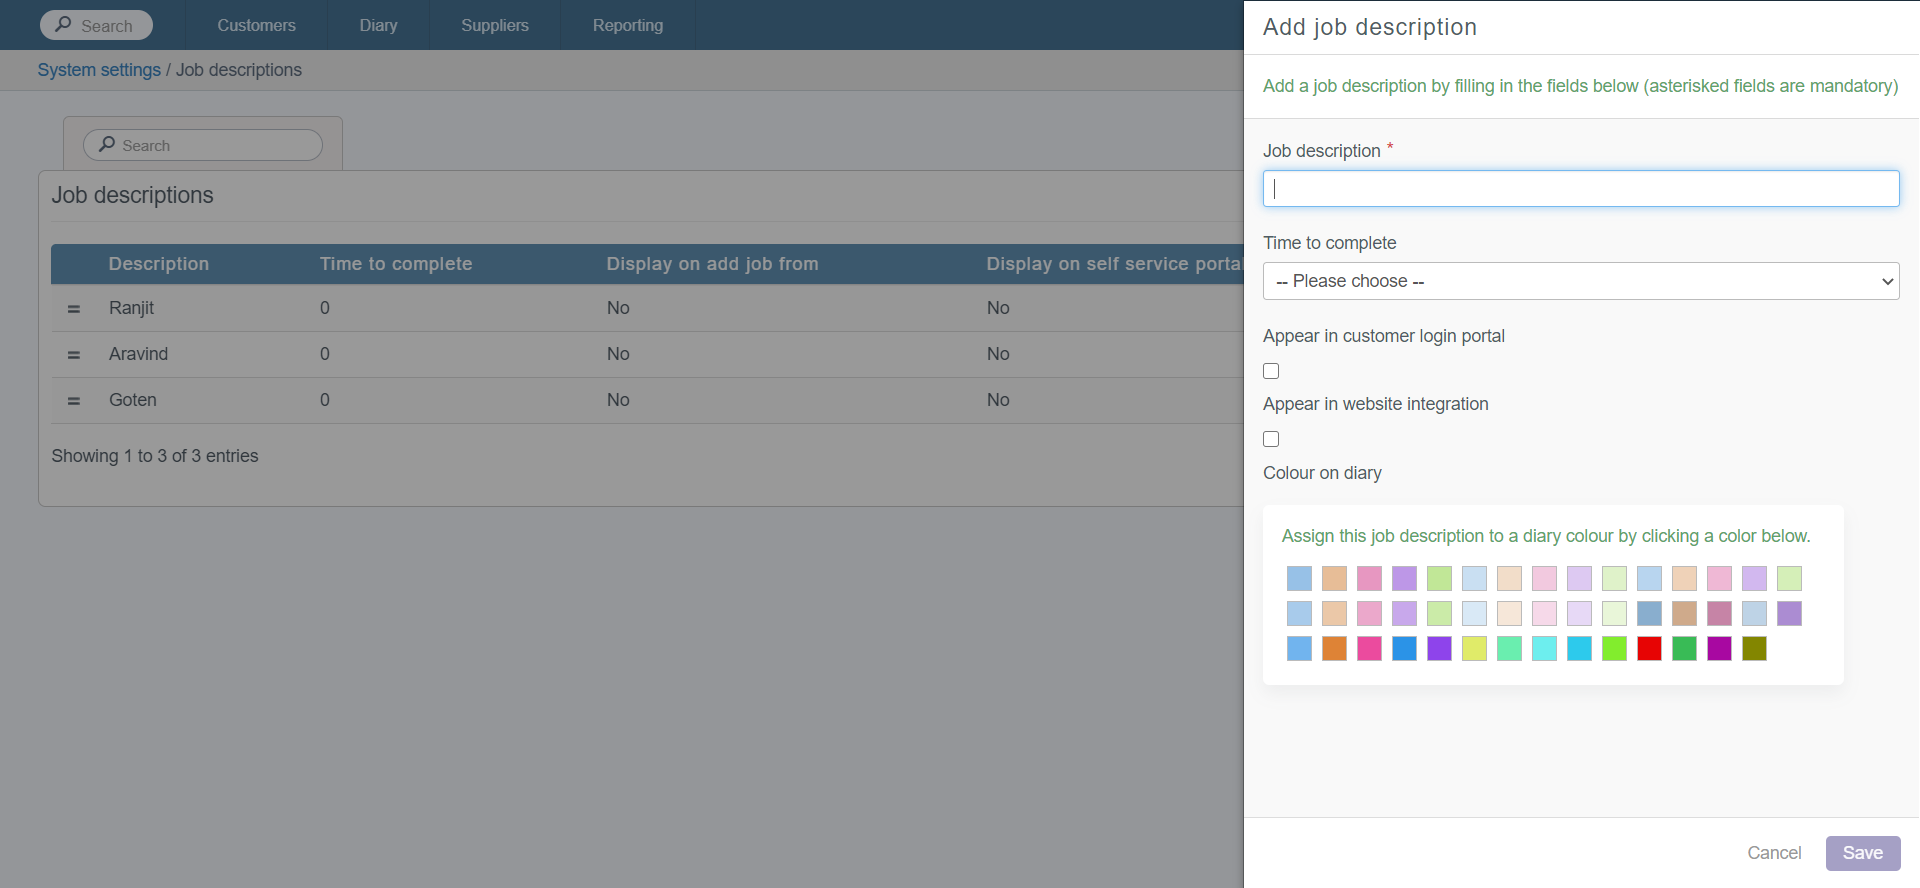 Search
Customers
Diary
Suppliers
Reporting
System settings / Job descriptions
Search
Job descriptions
Description Time to complete Display on add job from Display on self service portal
Ranjit 0 No No
Aravind 0 No No
Goten 0 No No
Showing 1 to 3 of 3 entries
Add job description
Add a job description by filling in the fields below (asterisked fields are mandatory)
Job description *
Time to complete
-- Please choose --
Appear in customer login portal
Appear in website integration
Colour on diary
Assign this job description to a diary colour by clicking a color below.
Cancel
Save